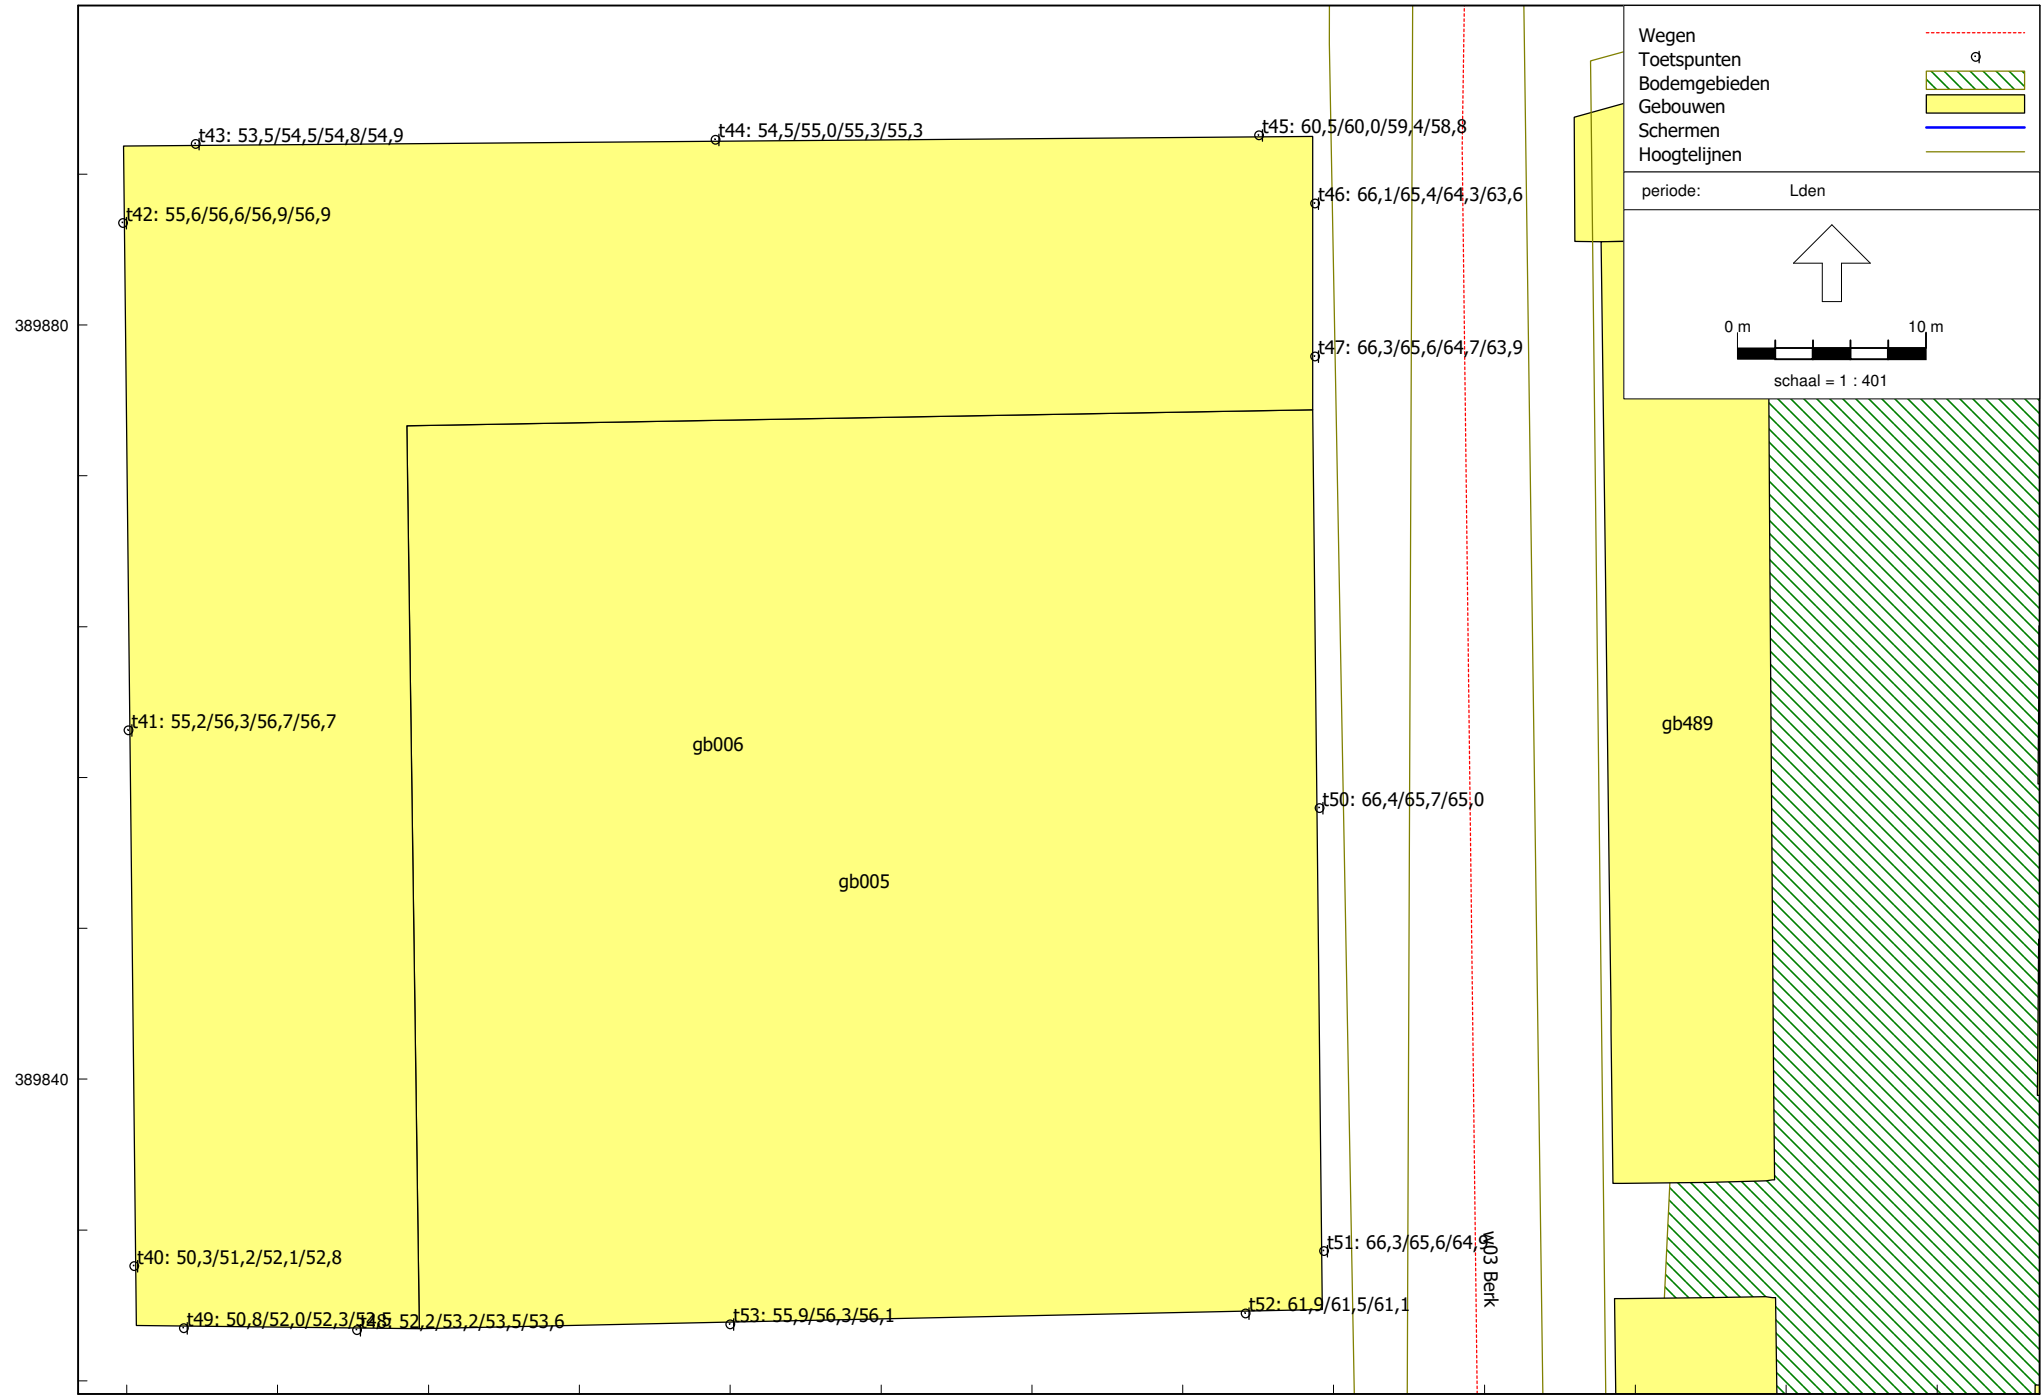 Wegen
Toetspunten
Bodemgebieden
Gebouwen
Schermen
Hoogtelijnen
periode: Lden
0 m 10 m
schaal = 1 : 401
t43: 53,5/54,5/54,8/54,9
t44: 54,5/55,0/55,3/55,3
t45: 60,5/60,0/59,4/58,8
t42: 55,6/56,6/56,9/56,9
t46: 66,1/65,4/64,3/63,6
389880
t47: 66,3/65,6/64,7/63,9
t41: 55,2/56,3/56,7/56,7
gb006
gb489
t50: 66,4/65,7/65,0
gb005
389840
t40: 50,3/51,2/52,1/52,8
t51: 66,3/65,6/64,9
w03 Berk
t49: 50,8/52,0/52,3/52,5
t48: 52,2/53,2/53,5/53,6
t53: 55,9/56,3/56,1
t52: 61,9/61,5/61,1